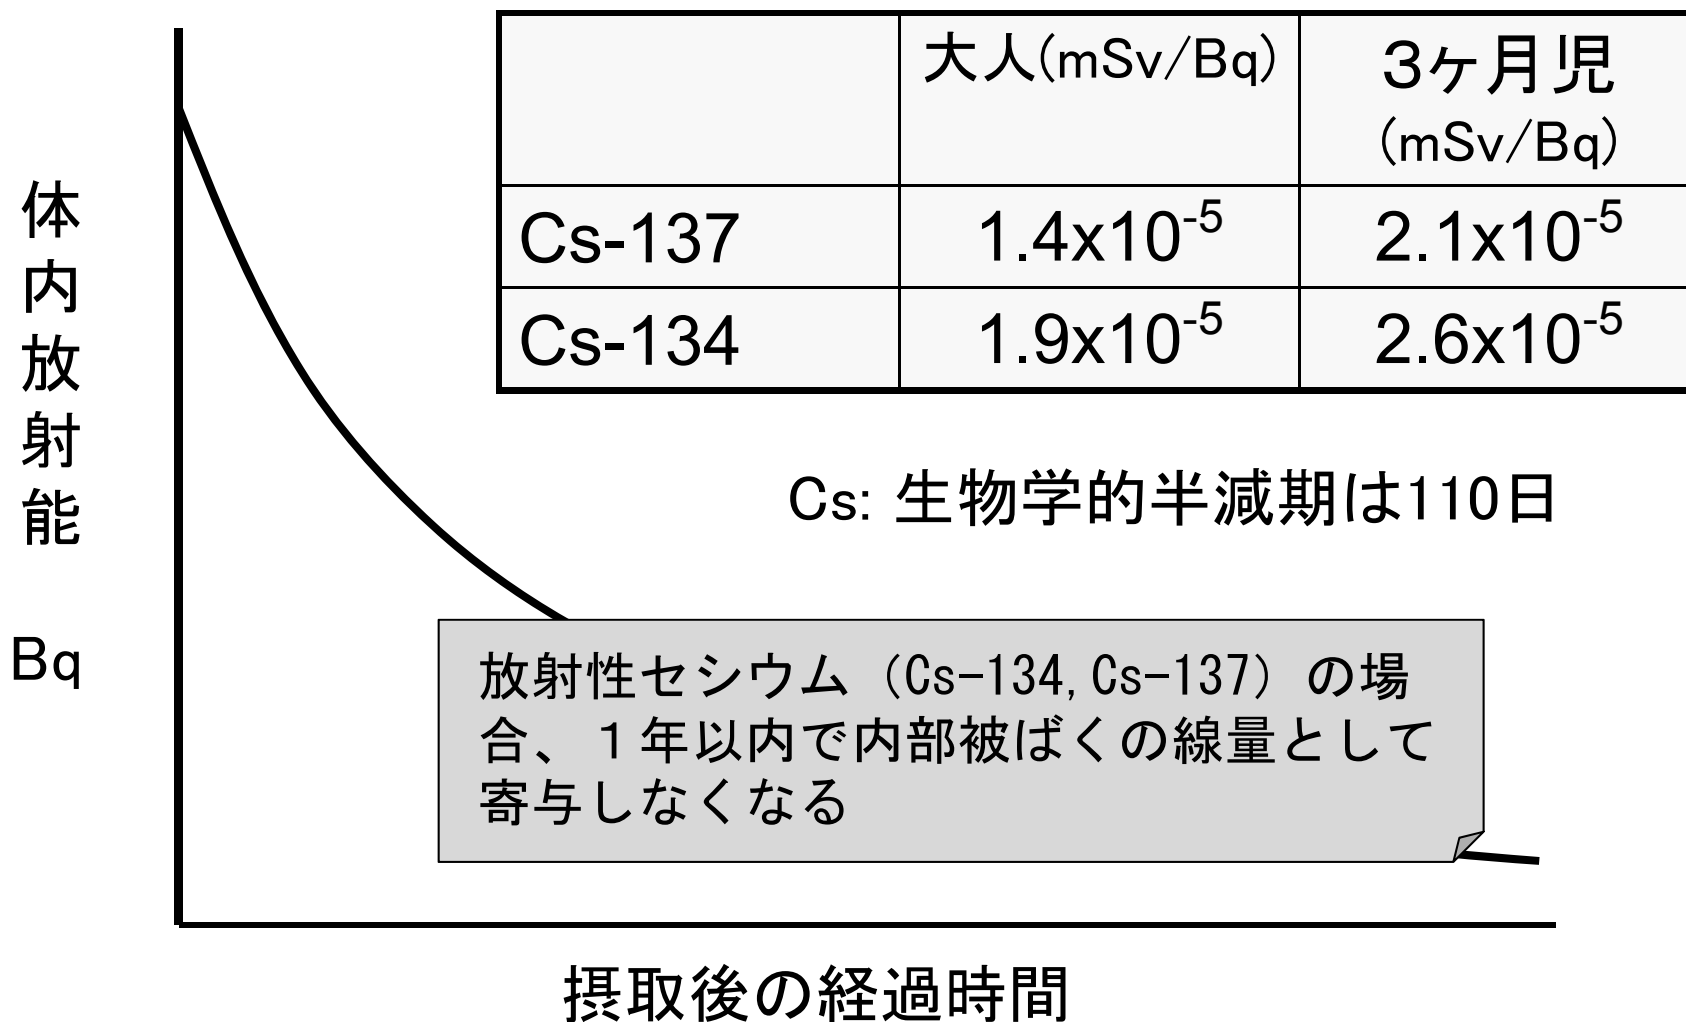 大人(mSv/Bq)
3ヶ月児
(mSv/Bq)
Cs-137 1.4x10⁻⁵ 2.1x10⁻⁵
Cs-134 1.9x10⁻⁵ 2.6x10⁻⁵
体内放射能 Bq
Cs: 生物学的半減期は110日
放射性セシウム（Cs-134,Cs-137）の場
合、１年以内で内部被ばくの線量として
寄与しなくなる
摂取後の経過時間